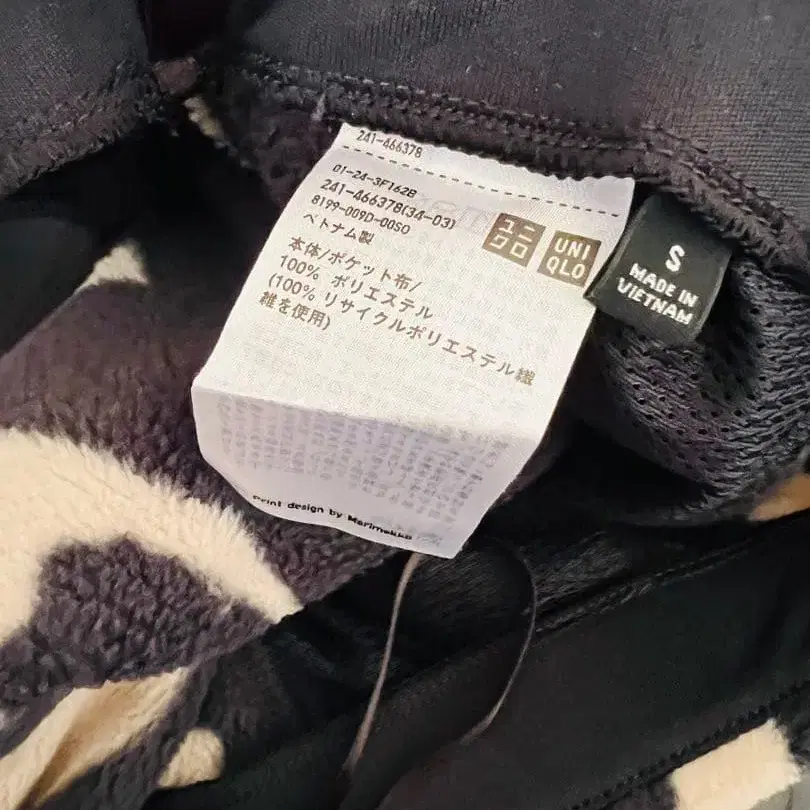 241-466378
01-24-3F162B
241-466378(34-03)
8199-009D-00SO
ベトナム製
ユニクロ
UNIQLO
本体/ポケット布/
100% ポリエステル
(100% リサイクルポリエステル繊
維を使用)
Print design by Marimekko
S
MADE IN
VIETNAM